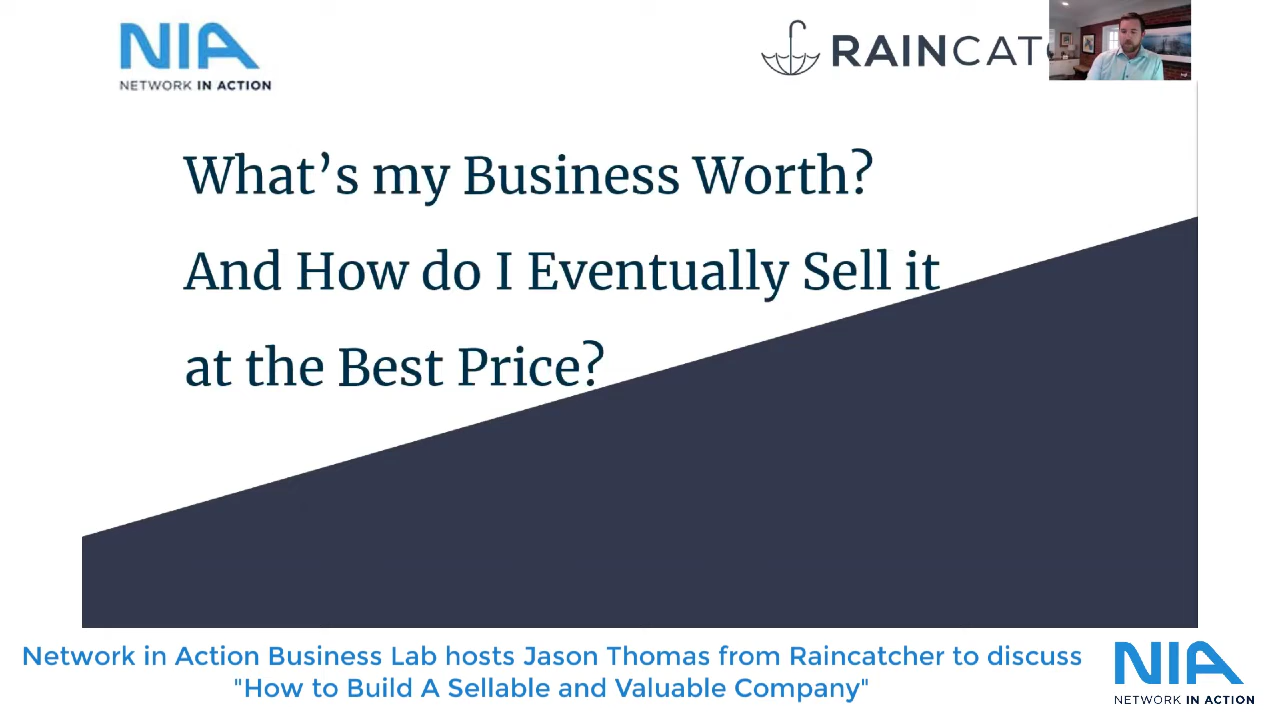 NIA
NETWORK IN ACTION
RAINCAT
What's my Business Worth?
And How do I Eventually Sell it
at the Best Price?
Network in Action Business Lab hosts Jason Thomas from Raincatcher to discuss
"How to Build A Sellable and Valuable Company"
NIA
NETWORK IN ACTION